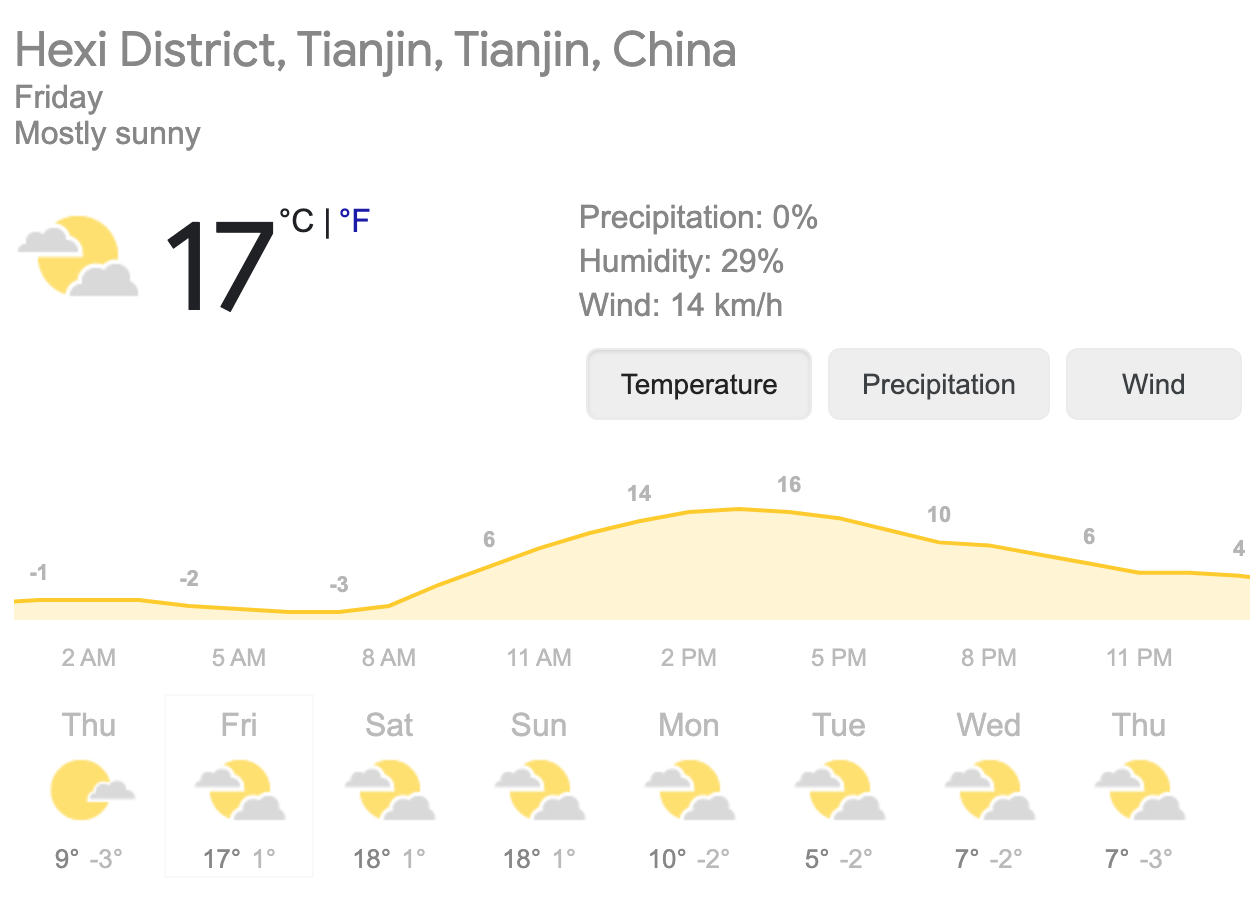 Hexi District, Tianjin, Tianjin, China
Friday
Mostly sunny
17 °C | °F
Precipitation: 0%
Humidity: 29%
Wind: 14 km/h
Temperature Precipitation Wind
-1 -2 -3 6 14 16 10 6 4
2 AM 5 AM 8 AM 11 AM 2 PM 5 PM 8 PM 11 PM
Thu Fri Sat Sun Mon Tue Wed Thu
9° -3° 17° 1° 18° 1° 18° 1° 10° -2° 5° -2° 7° -2° 7° -3°